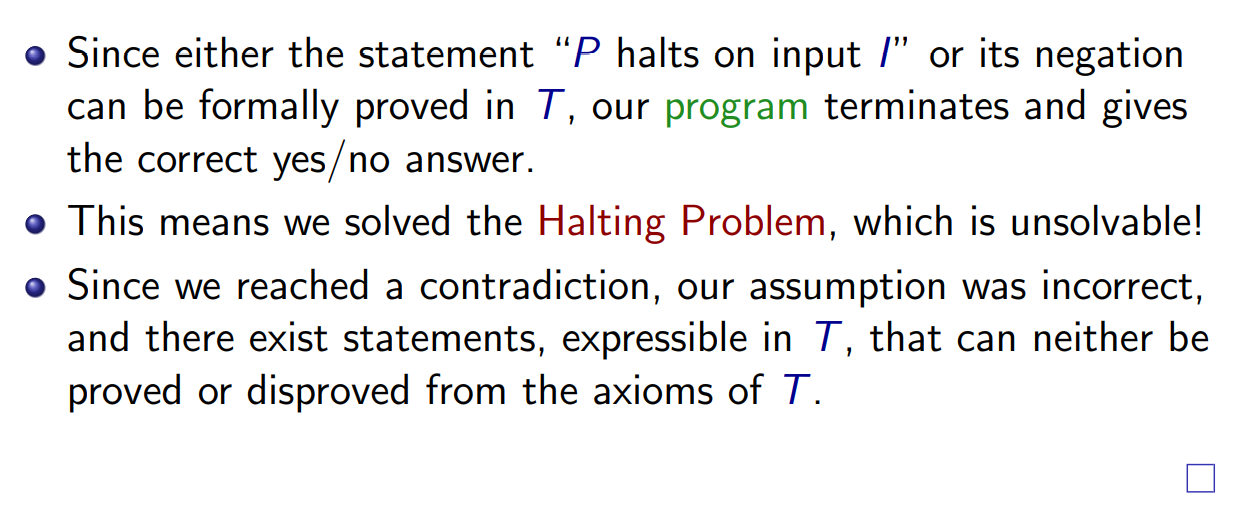 Since either the statement “P halts on input I” or its negation
can be formally proved in T, our program terminates and gives
the correct yes/no answer.
This means we solved the Halting Problem, which is unsolvable!
Since we reached a contradiction, our assumption was incorrect,
and there exist statements, expressible in T, that can neither be
proved or disproved from the axioms of T.